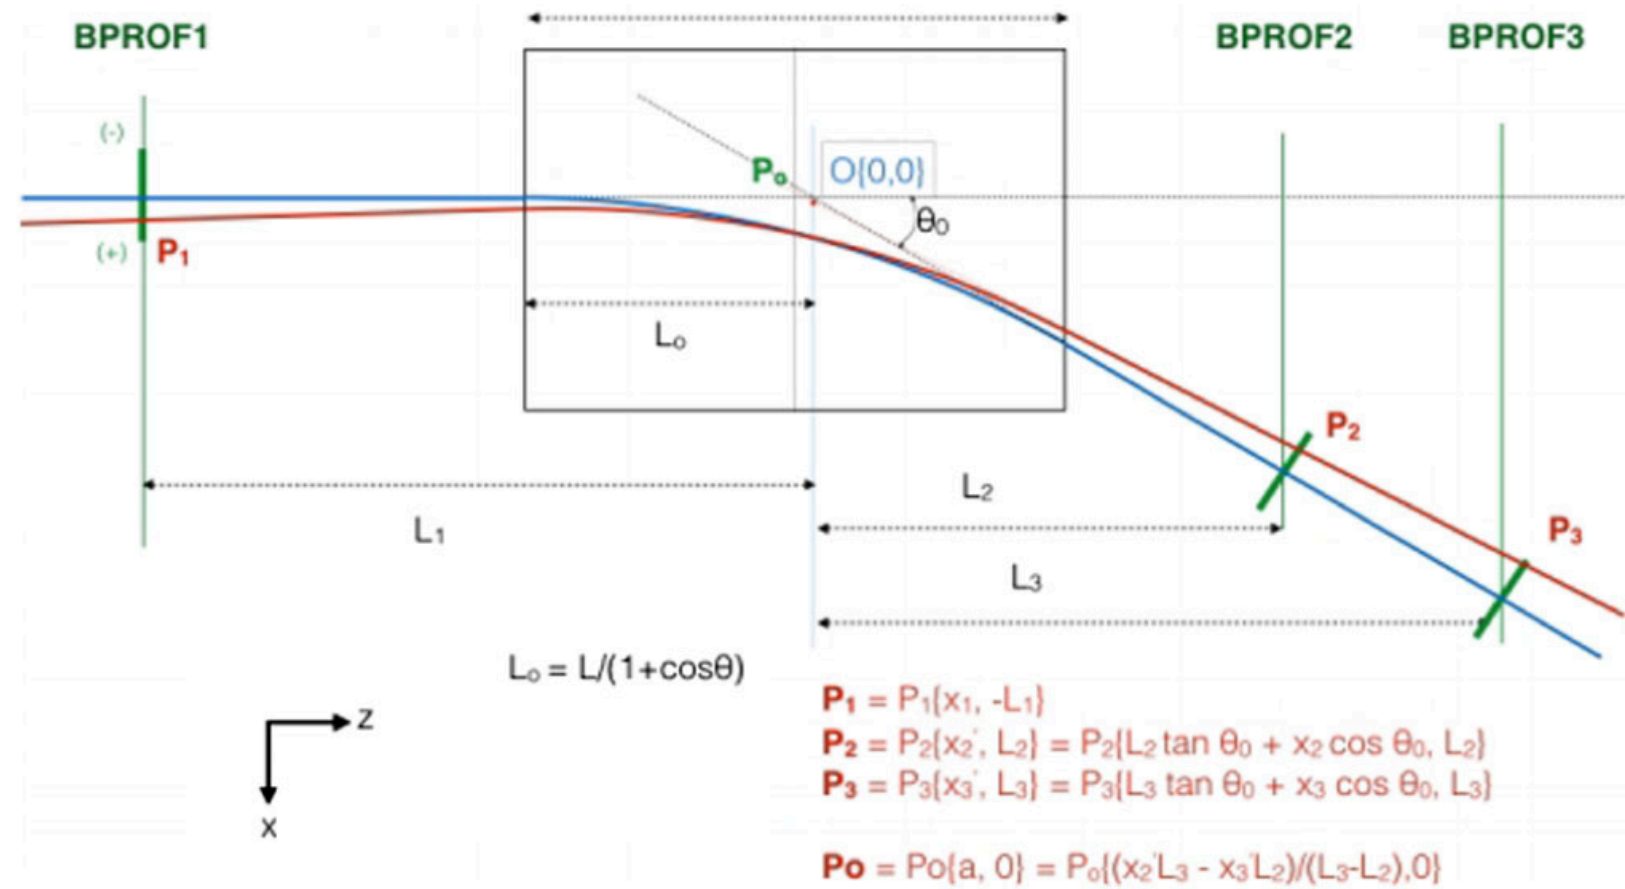 BPROF1
BPROF2
BPROF3
(-)
Po
O{0,0}
θ0
(+)
P1
Lo
P2
L2
L1
P3
L3
Lo = L/(1+cosθ)
z
x
P1 = P1{x1, -L1}
P2 = P2{x2', L2} = P2{L2 tan θ0 + x2 cos θ0, L2}
P3 = P3{x3', L3} = P3{L3 tan θ0 + x3 cos θ0, L3}
Po = Po{a, 0} = Po{(x2'L3 - x3'L2)/(L3-L2),0}